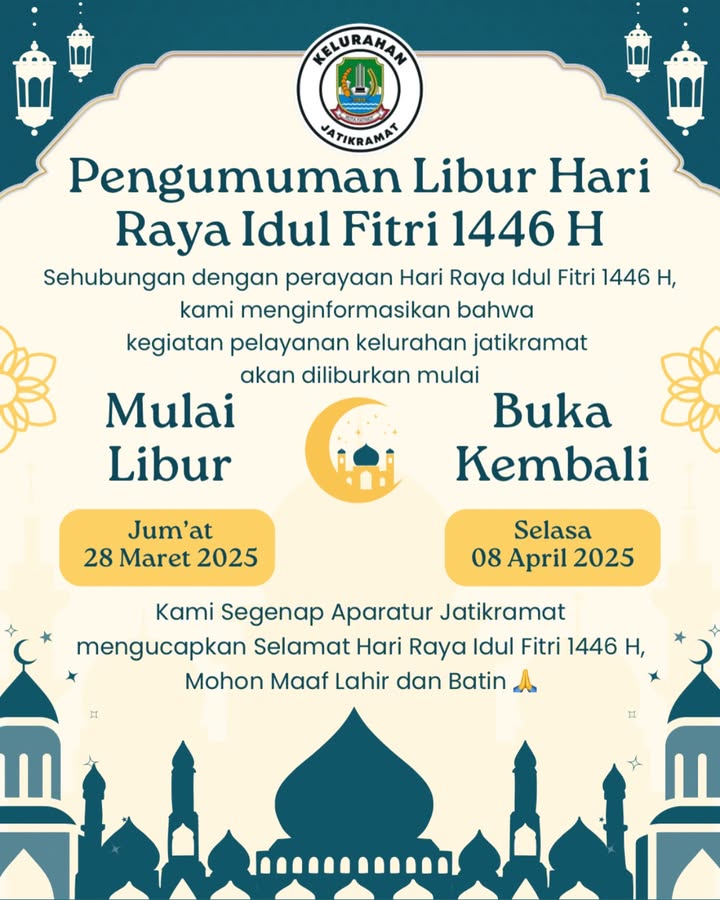 KELURAHAN
JATIKRAMAT
Pengumuman Libur Hari
Raya Idul Fitri 1446 H
Sehubungan dengan perayaan Hari Raya Idul Fitri 1446 H,
kami menginformasikan bahwa
kegiatan pelayanan kelurahan jatikramat
akan diliburkan mulai
Mulai
Libur
Jum'at
28 Maret 2025
Buka
Kembali
Selasa
08 April 2025
Kami Segenap Aparatur Jatikramat
mengucapkan Selamat Hari Raya Idul Fitri 1446 H,
Mohon Maaf Lahir dan Batin 🙏